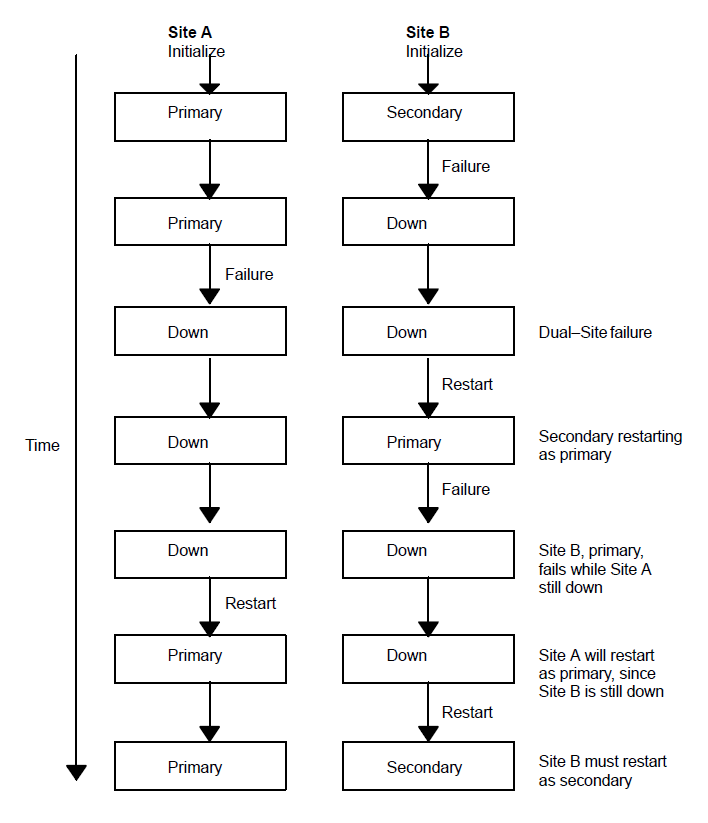 Site A
Site B
Initialize
Initialize
Primary
Secondary
Failure
Primary
Down
Failure
Down
Down
Dual–Site failure
Restart
Time
Down
Primary
Secondary restarting
as primary
Failure
Down
Down
Site B, primary,
fails while Site A
still down
Restart
Primary
Down
Site A will restart
as primary, since
Site B is still down
Restart
Primary
Secondary
Site B must restart
as secondary